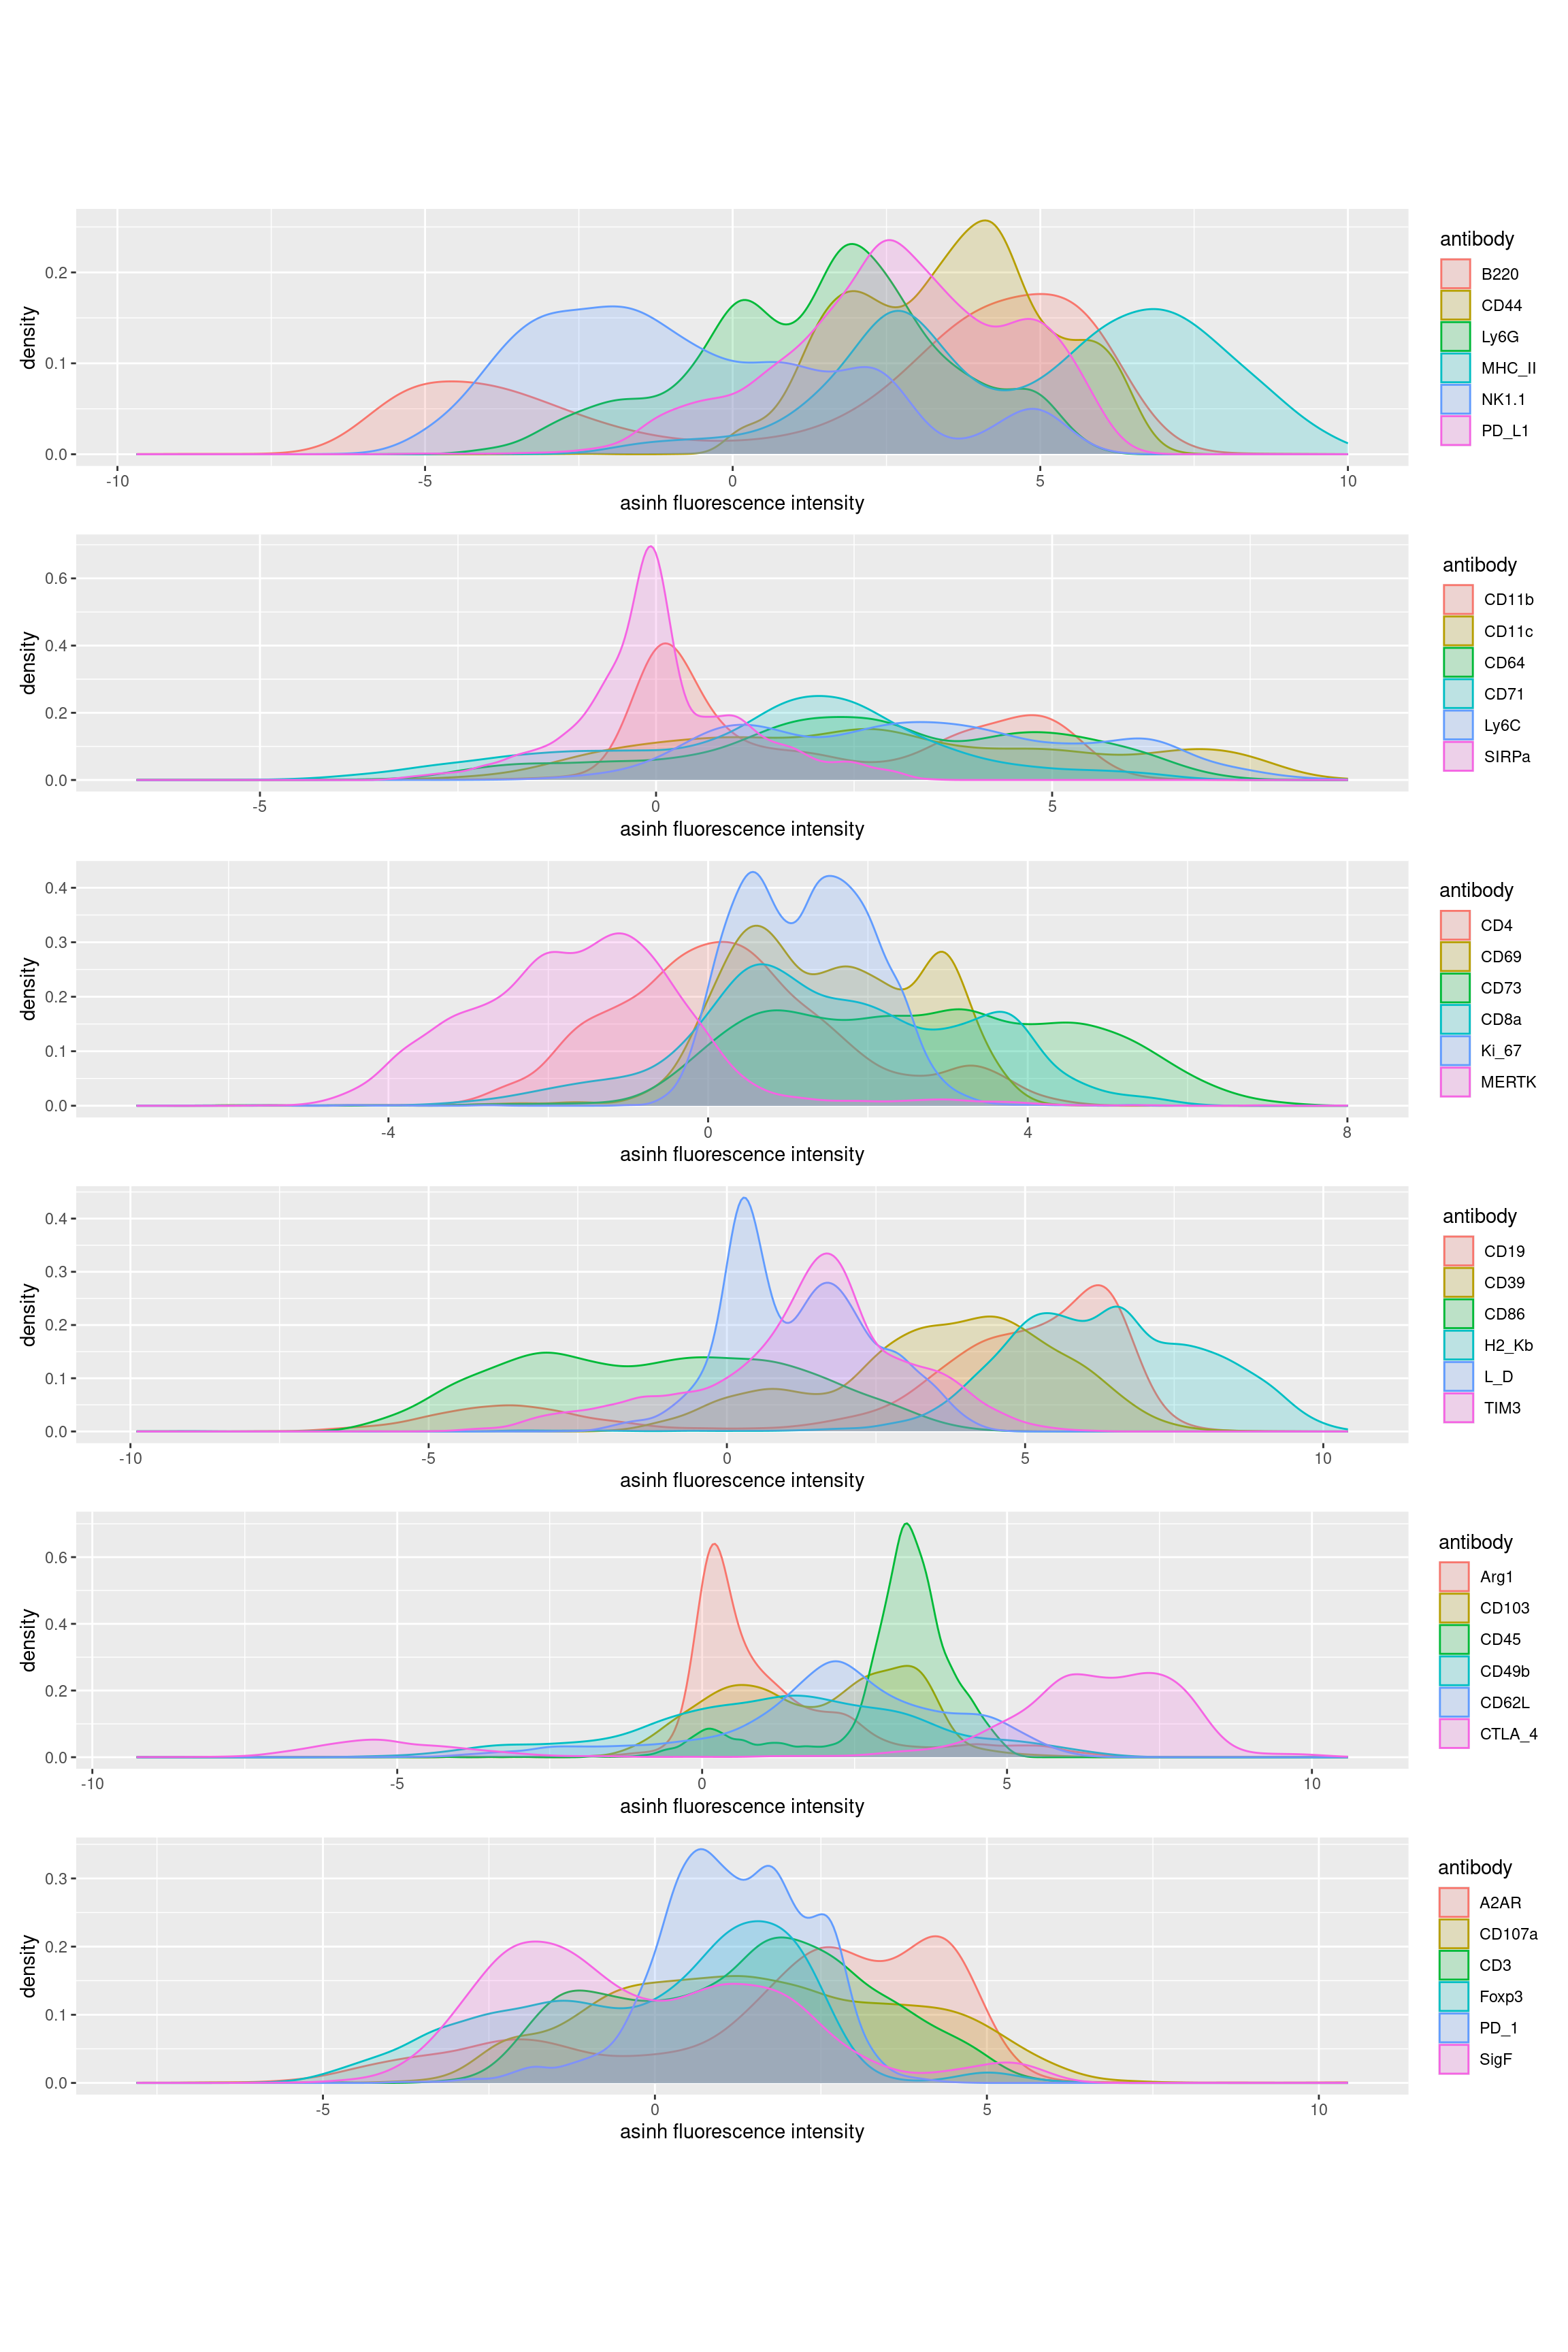 antibody
B220
CD44
Ly6G
MHC_II
NK1.1
PD_L1
density
0.2
0.1
0.0
-10 -5 0 5 10
asinh fluorescence intensity
antibody
CD11b
CD11c
CD64
CD71
Ly6C
SIRPa
density
0.6
0.4
0.2
0.0
-5 0 5
asinh fluorescence intensity
antibody
CD4
CD69
CD73
CD8a
Ki_67
MERTK
density
0.4
0.3
0.2
0.1
0.0
-4 0 4 8
asinh fluorescence intensity
antibody
CD19
CD39
CD86
H2_Kb
L_D
TIM3
density
0.4
0.3
0.2
0.1
0.0
-10 -5 0 5 10
asinh fluorescence intensity
antibody
Arg1
CD103
CD45
CD49b
CD62L
CTLA_4
density
0.6
0.4
0.2
0.0
-10 -5 0 5 10
asinh fluorescence intensity
antibody
A2AR
CD107a
CD3
Foxp3
PD_1
SigF
density
0.3
0.2
0.1
0.0
-5 0 5 10
asinh fluorescence intensity